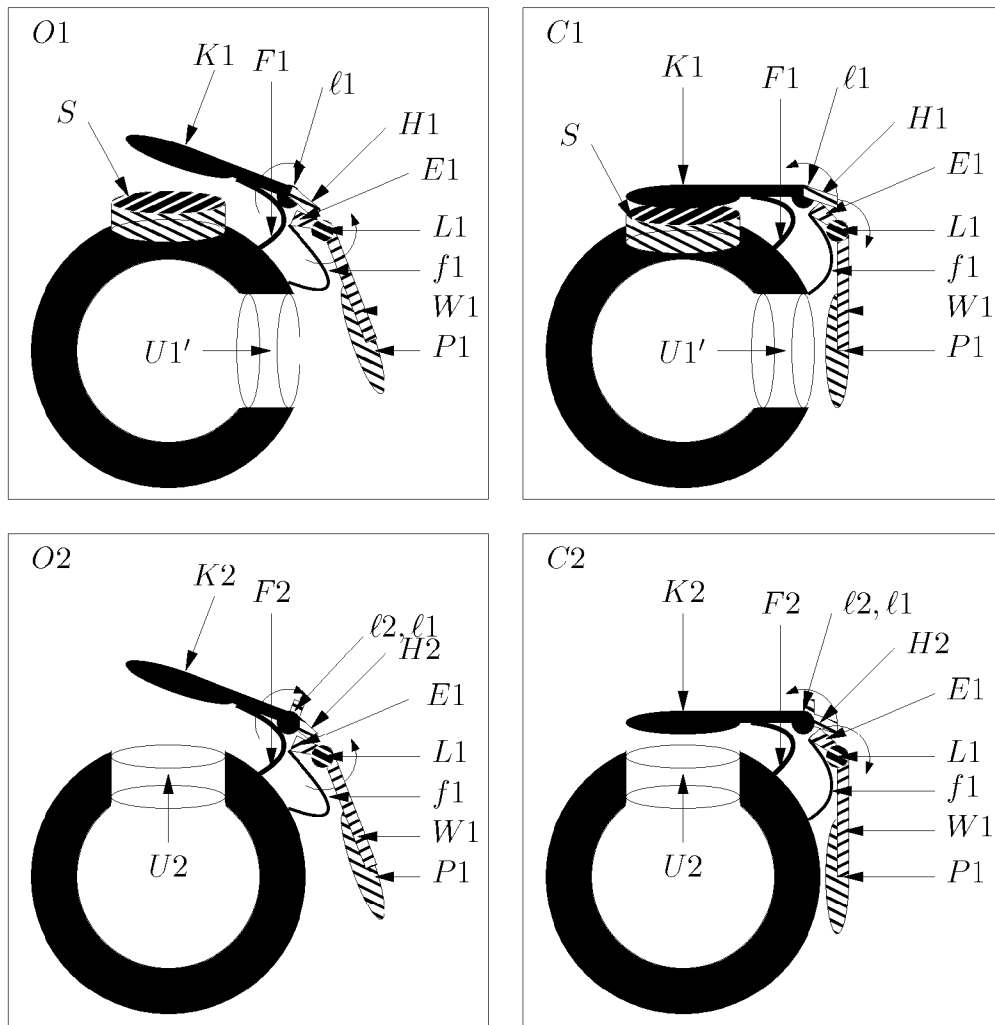 O1
K1
F1
ℓ1
S
H1
E1
L1
f1
W1
U1′
P1
C1
K1
F1
ℓ1
S
H1
E1
L1
f1
W1
U1′
P1
O2
K2
F2
ℓ2, ℓ1
H2
E1
L1
f1
W1
U2
P1
C2
K2
F2
ℓ2, ℓ1
H2
E1
L1
f1
W1
U2
P1